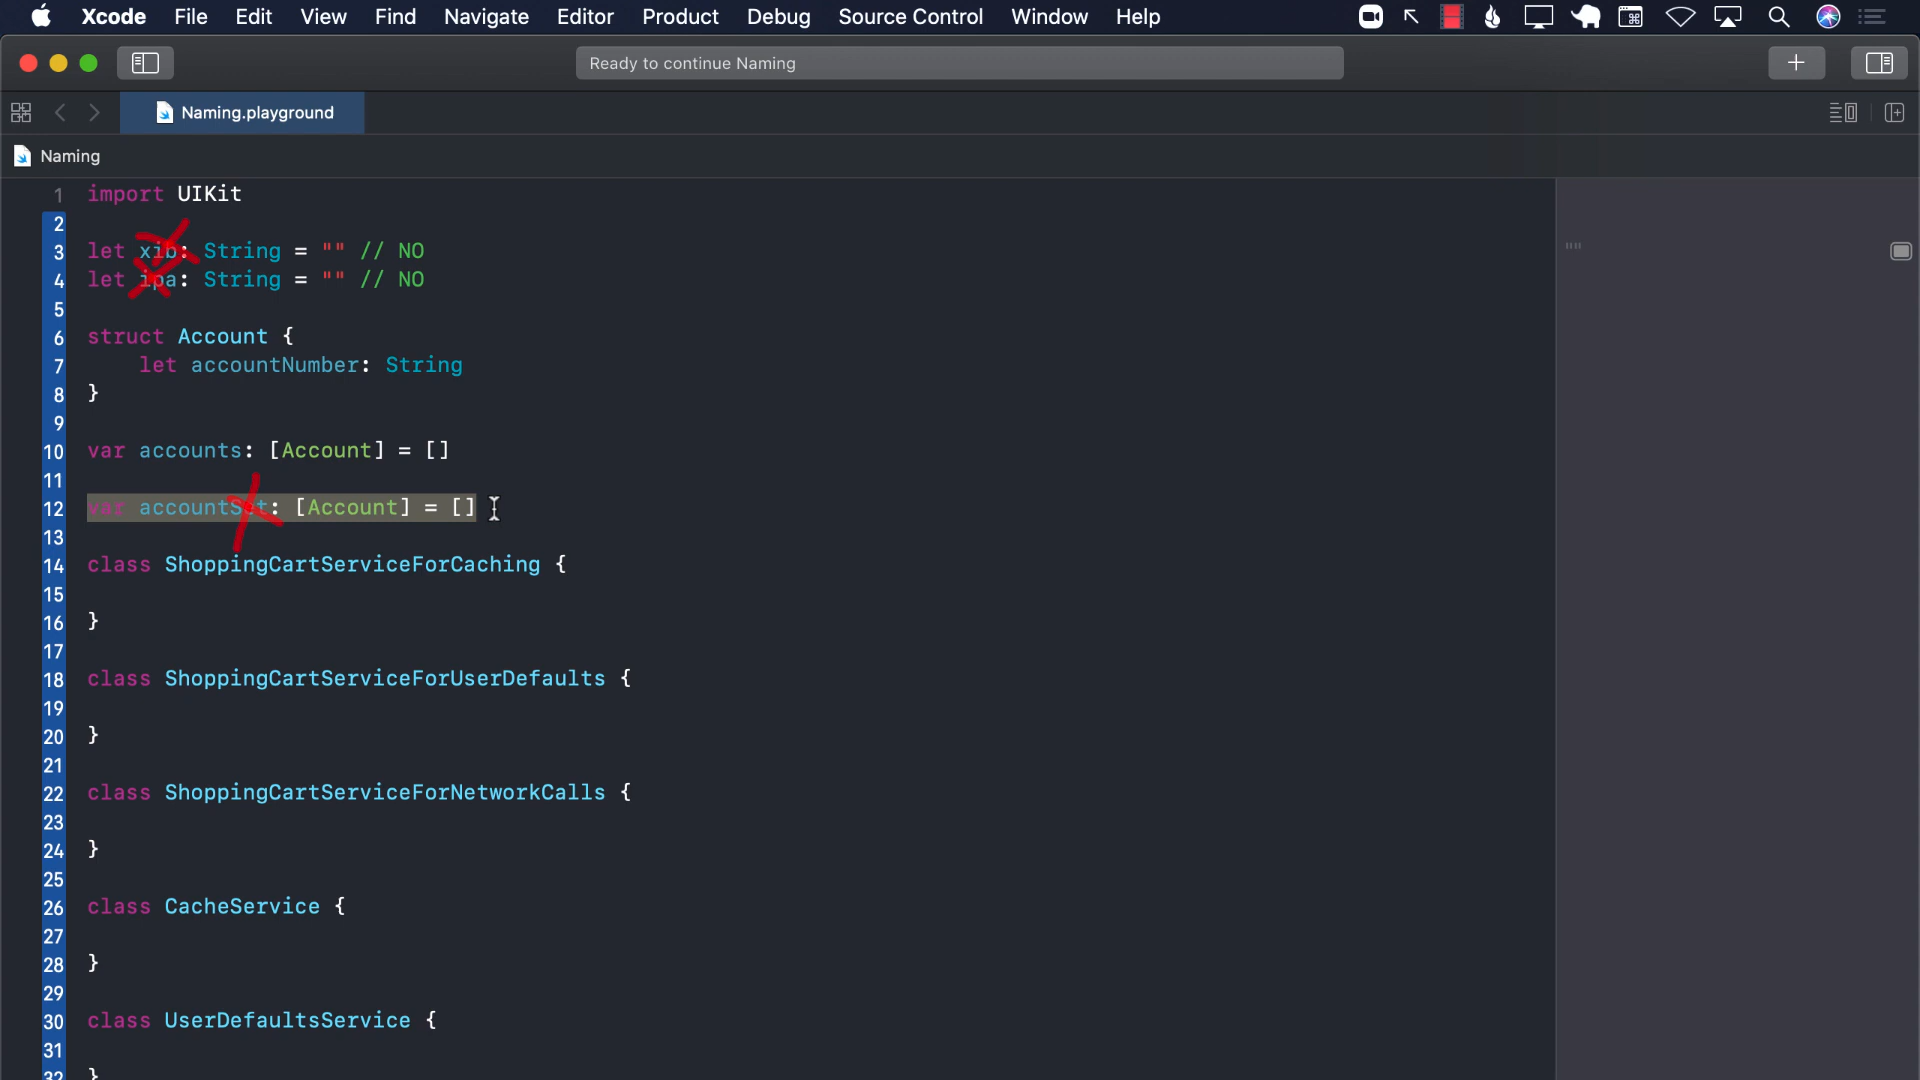 Xcode File Edit View Find Navigate Editor Product Debug Source Control Window Help
Ready to continue Naming
Naming.playground
Naming
1 import UIKit
2
3 let xib: String = "" // NO
""
4 let ipa: String = "" // NO
5
6 struct Account {
7 let accountNumber: String
8 }
9
10 var accounts: [Account] = []
11
12 var accountSet: [Account] = []
13
14 class ShoppingCartServiceForCaching {
15
16 }
17
18 class ShoppingCartServiceForUserDefaults {
19
20 }
21
22 class ShoppingCartServiceForNetworkCalls {
23
24 }
25
26 class CacheService {
27
28 }
29
30 class UserDefaultsService {
31
32 }